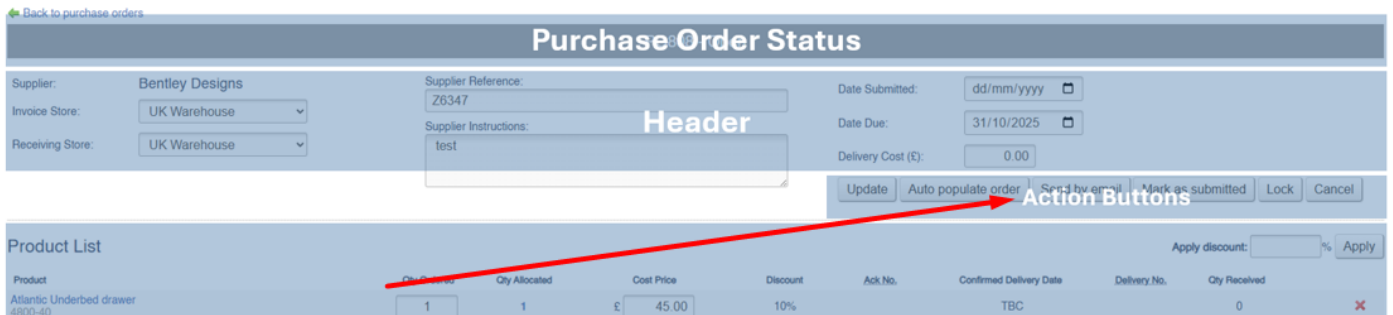 Back to purchase orders
Purchase Order Status
Supplier: Bentley Designs
Invoice Store: UK Warehouse
Receiving Store: UK Warehouse
Supplier Reference:
Z6347
Supplier Instructions:
test
Header
Date Submitted: dd/mm/yyyy
Date Due: 31/10/2025
Delivery Cost (£): 0.00
Update Auto populate order Send by email Mark as submitted Lock Cancel
Action Buttons
Product List
Apply discount: % Apply
Product Qty Ordered Qty Allocated Cost Price Discount Ack No. Confirmed Delivery Date Delivery No. Qty Received
Atlantic Underbed drawer 1 1 £ 45.00 10% TBC 0
4800-40